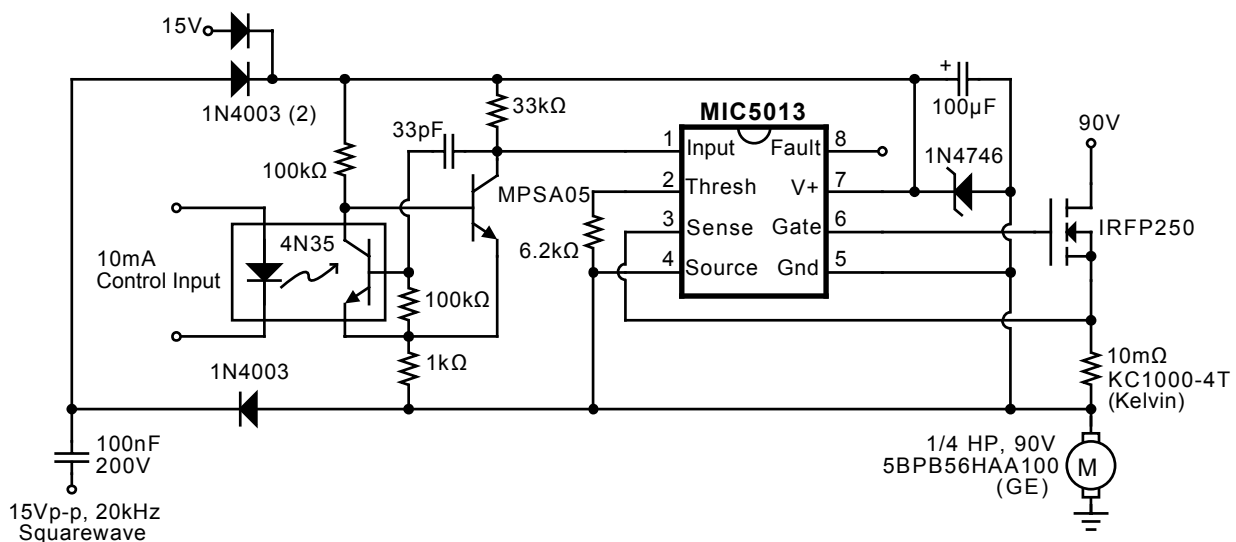 15V
1N4003 (2)
33pF
33kΩ
100kΩ
MPSA05
10mA
Control Input
4N35
100kΩ
1kΩ
1N4003
100nF
200V
15Vp-p, 20kHz
Squarewave
6.2kΩ
MIC5013
1 Input Fault 8
2 Thresh V+ 7
3 Sense Gate 6
4 Source Gnd 5
+
100µF
1N4746
90V
IRFP250
10mΩ
KC1000-4T
(Kelvin)
1/4 HP, 90V
5BPB56HAA100
(GE)
M